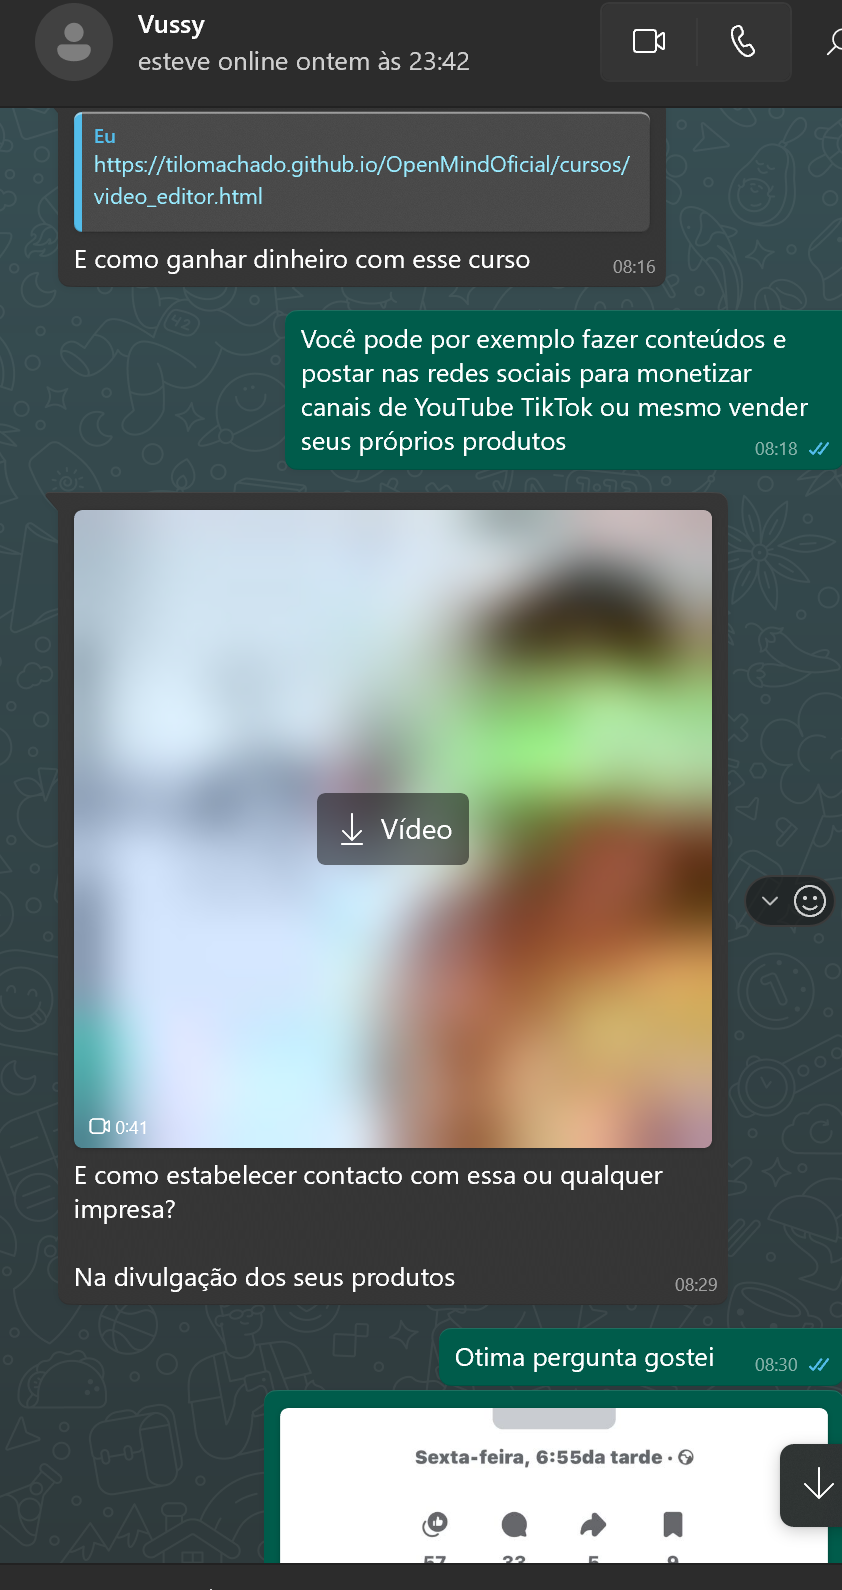 Vussy
esteve online ontem às 23:42
Eu
https://tilomachado.github.io/OpenMindOficial/cursos/
video_editor.html
E como ganhar dinheiro com esse curso
08:16
Você pode por exemplo fazer conteúdos e
postar nas redes sociais para monetizar
canais de YouTube TikTok ou mesmo vender
seus próprios produtos
08:18
Vídeo
0:41
E como estabelecer contacto com essa ou qualquer
impresa?
Na divulgação dos seus produtos
08:29
Otima pergunta gostei
08:30
Sexta-feira, 6:55da tarde ·
57 33 5